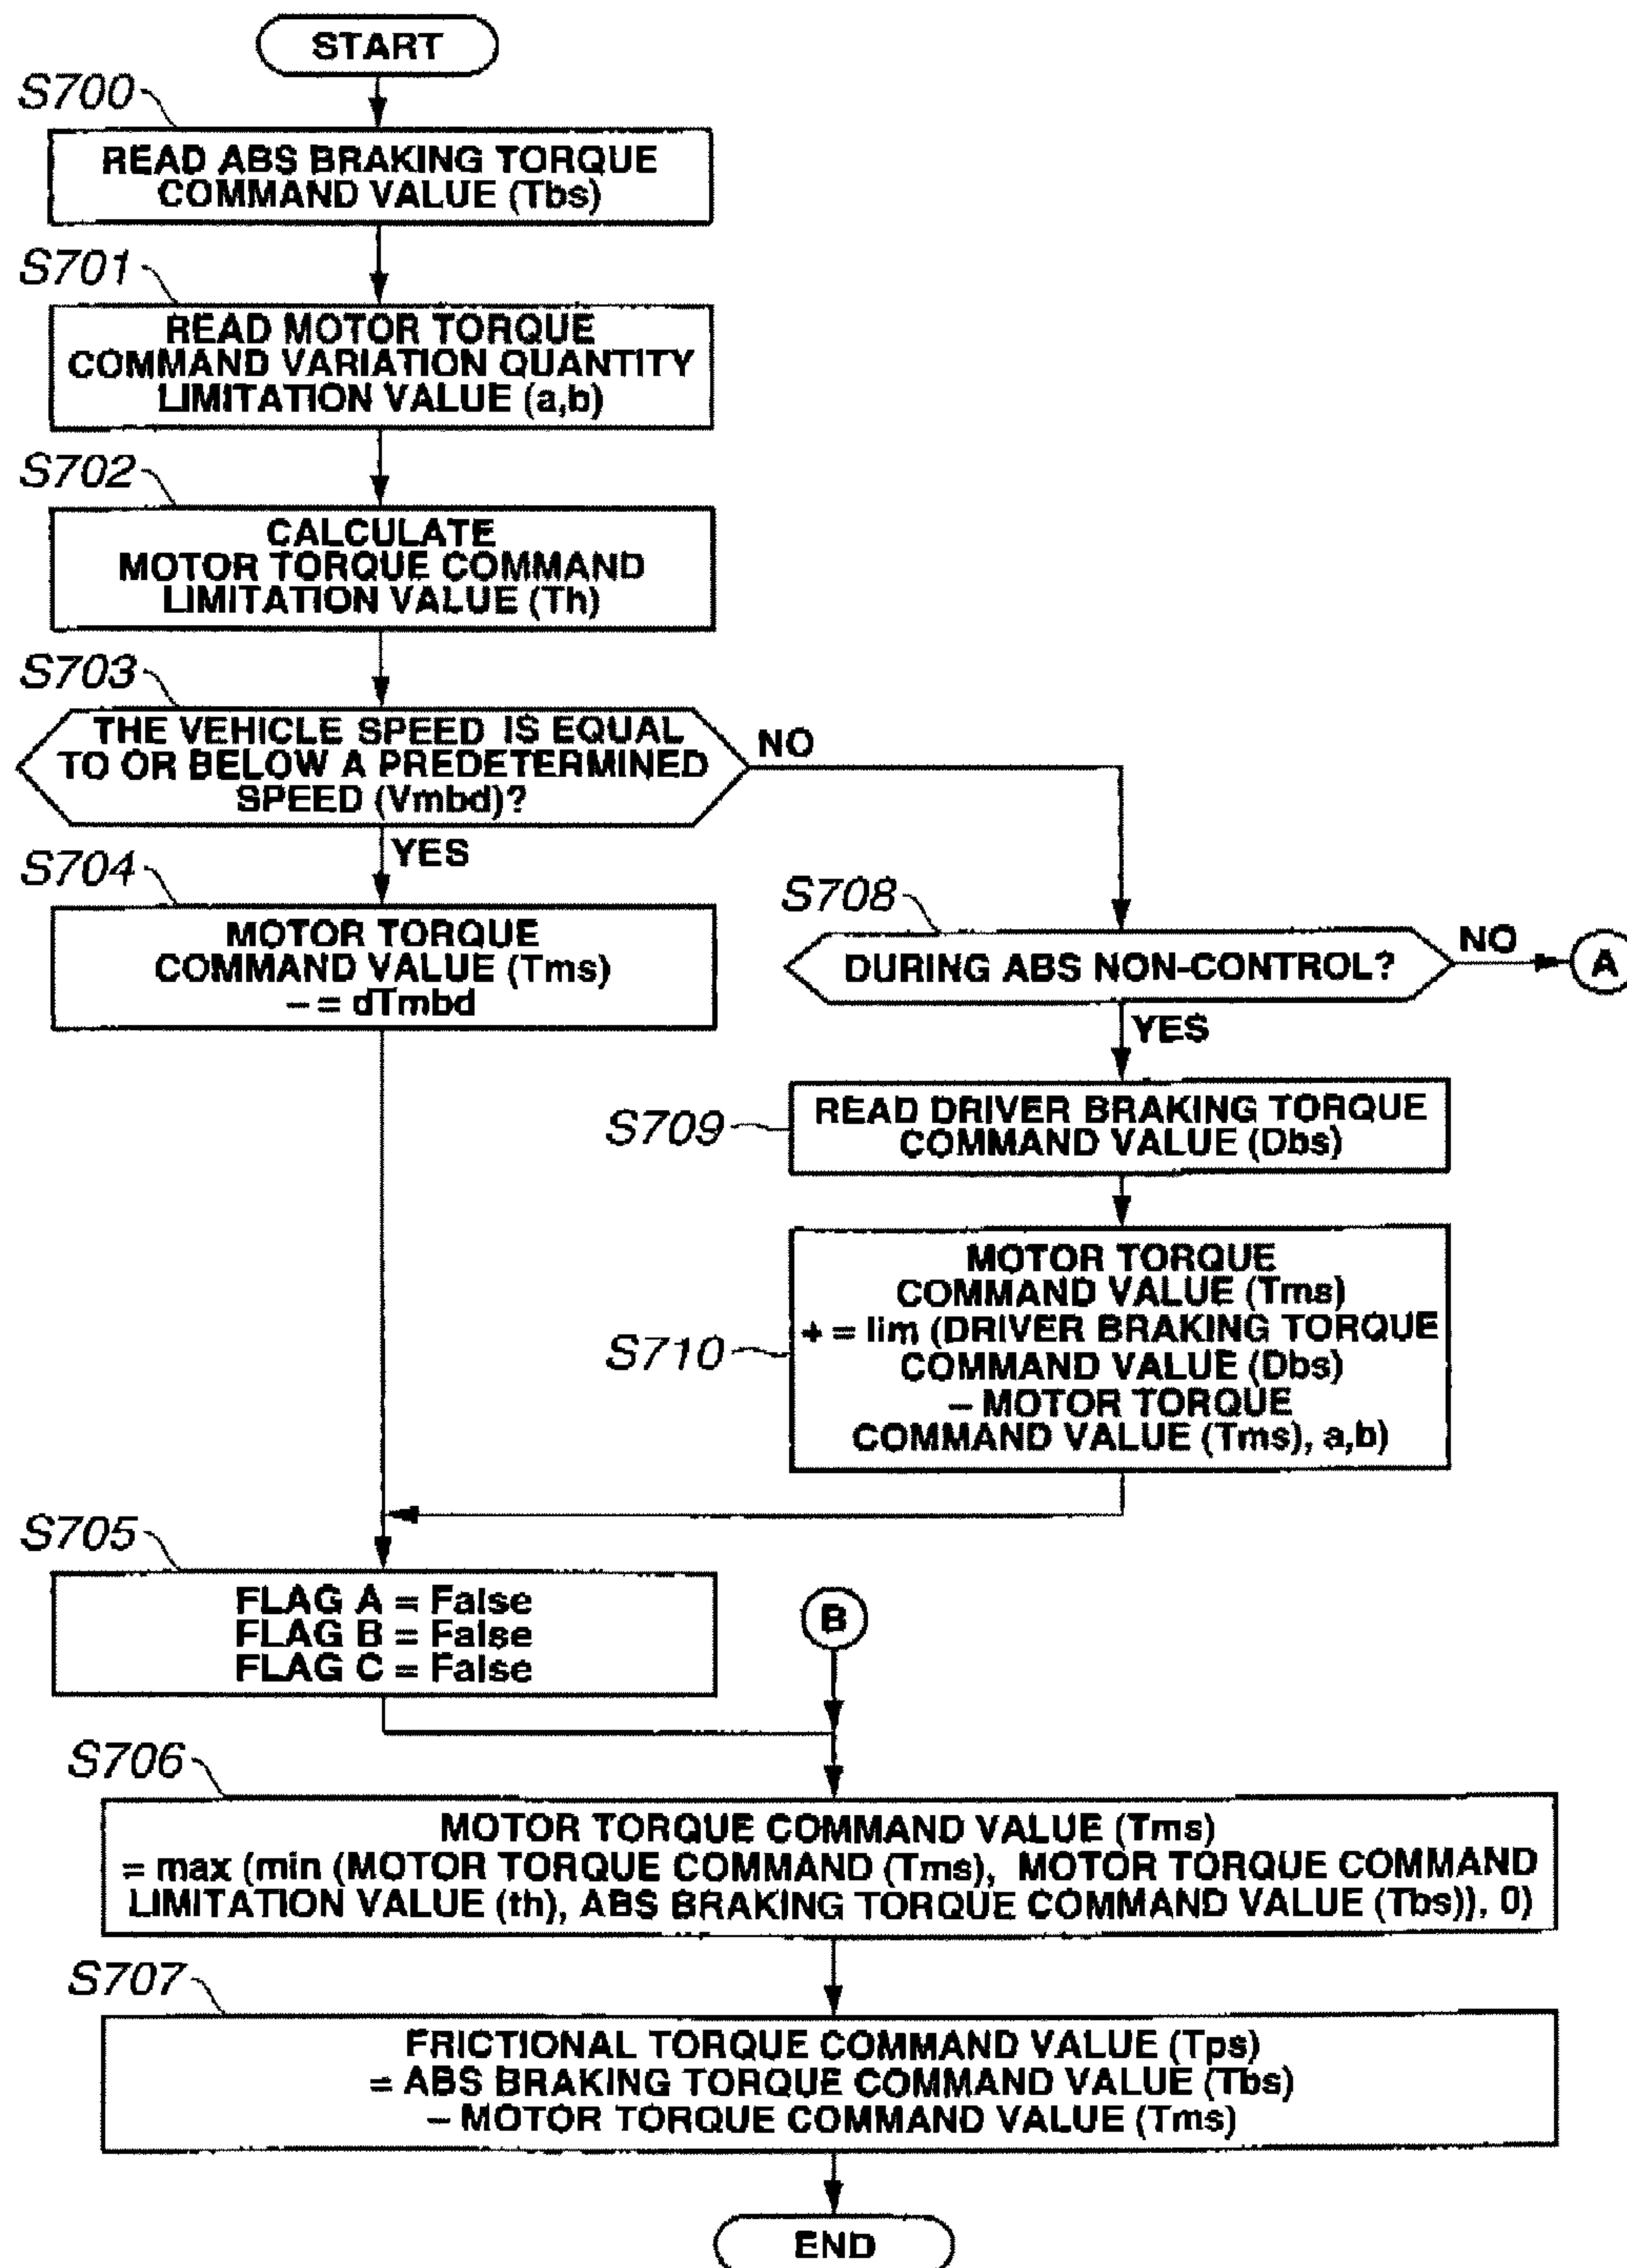 START
S700
READ ABS BRAKING TORQUE
COMMAND VALUE (Tbs)
S701
READ MOTOR TORQUE
COMMAND VARIATION QUANTITY
LIMITATION VALUE (a,b)
S702
CALCULATE
MOTOR TORQUE COMMAND
LIMITATION VALUE (Th)
S703
THE VEHICLE SPEED IS EQUAL
TO OR BELOW A PREDETERMINED
SPEED (Vmbd)?
NO
YES
S704
MOTOR TORQUE
COMMAND VALUE (Tms)
– = dTmbd
S708
DURING ABS NON-CONTROL?
NO
A
YES
S709
READ DRIVER BRAKING TORQUE
COMMAND VALUE (Dbs)
S710
MOTOR TORQUE
COMMAND VALUE (Tms)
+ = lim (DRIVER BRAKING TORQUE
COMMAND VALUE (Dbs)
– MOTOR TORQUE
COMMAND VALUE (Tms), a,b)
S705
FLAG A = False
FLAG B = False
FLAG C = False
B
S706
MOTOR TORQUE COMMAND VALUE (Tms)
= max (min (MOTOR TORQUE COMMAND (Tms), MOTOR TORQUE COMMAND
LIMITATION VALUE (th), ABS BRAKING TORQUE COMMAND VALUE (Tbs)), 0)
S707
FRICTIONAL TORQUE COMMAND VALUE (Tps)
= ABS BRAKING TORQUE COMMAND VALUE (Tbs)
– MOTOR TORQUE COMMAND VALUE (Tms)
END